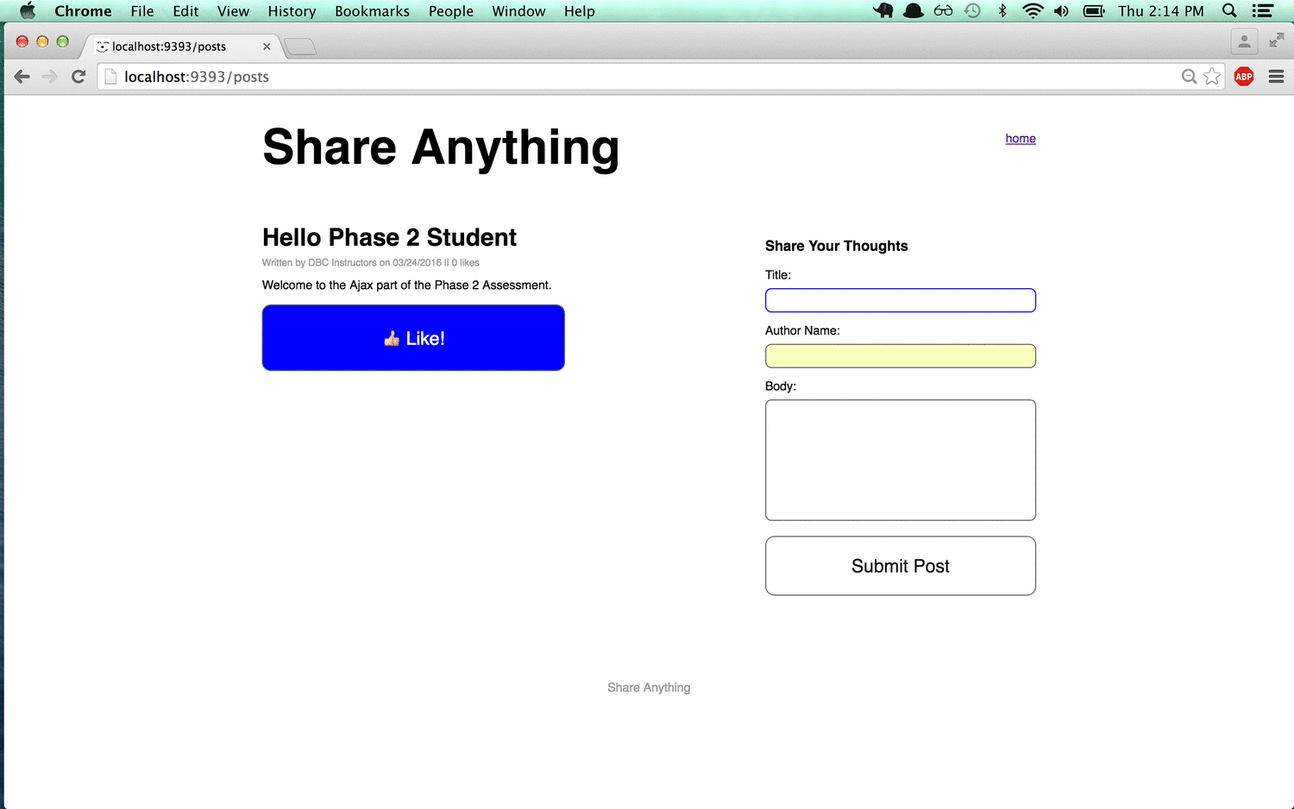 Chrome File Edit View History Bookmarks People Window Help Thu 2:14 PM
localhost:9393/posts
localhost:9393/posts
ABP
Share Anything
home
Hello Phase 2 Student
Written by DBC Instructors on 03/24/2016 || 0 likes
Welcome to the Ajax part of the Phase 2 Assessment.
👍 Like!
Share Your Thoughts
Title:
Author Name:
Body:
Submit Post
Share Anything